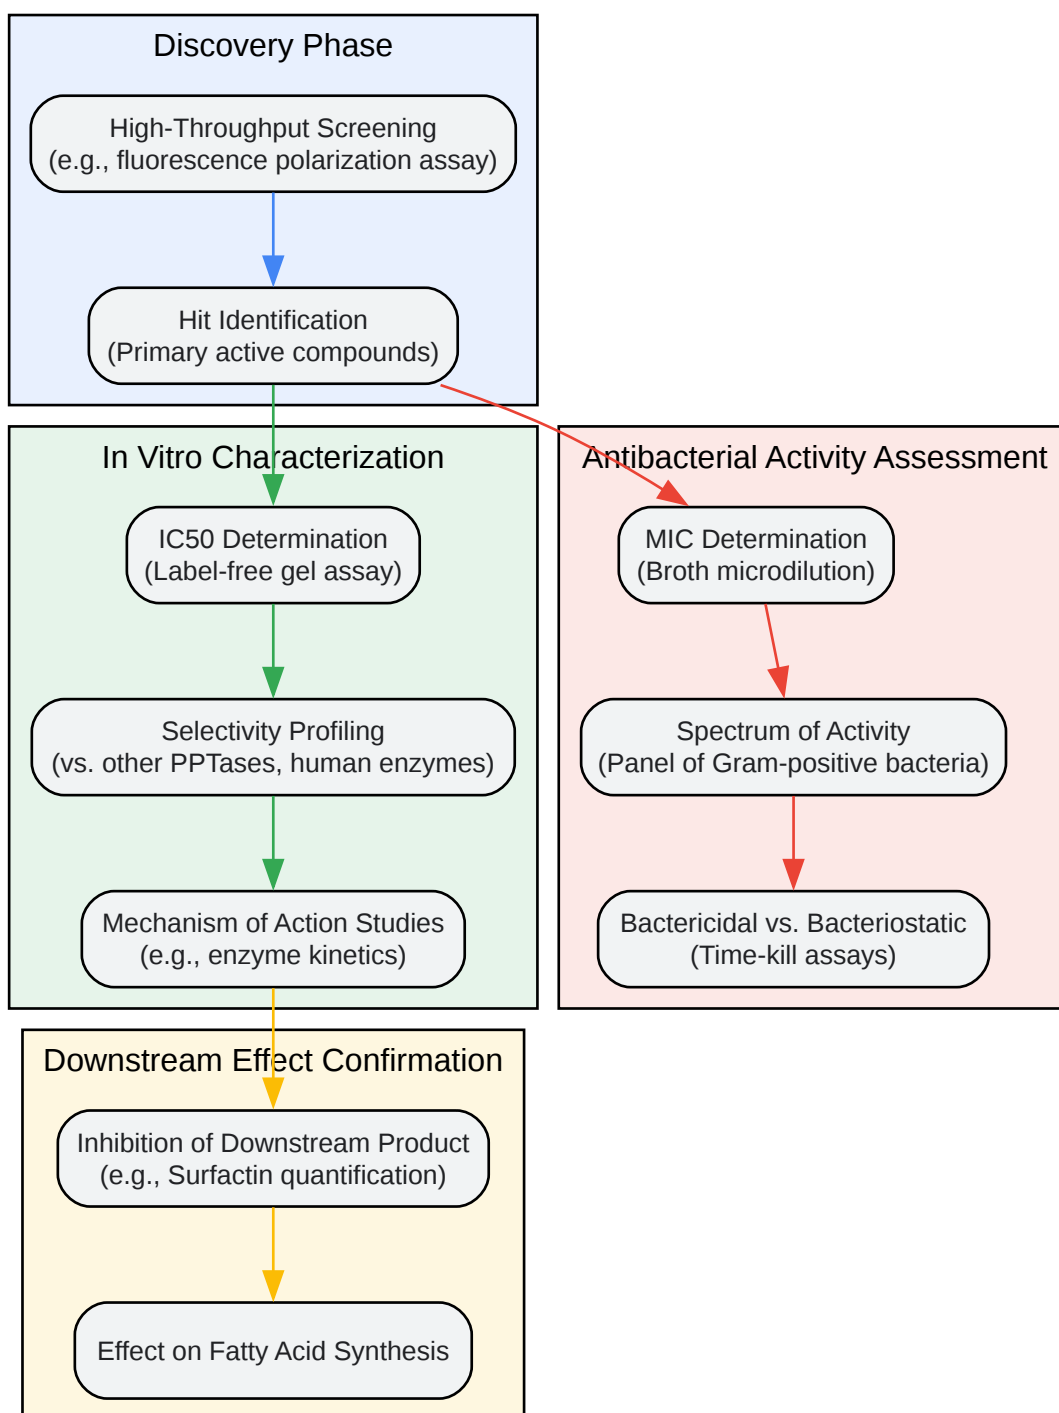 Discovery Phase
High-Throughput Screening
(e.g., fluorescence polarization assay)
Hit Identification
(Primary active compounds)
In Vitro Characterization
IC50 Determination
(Label-free gel assay)
Selectivity Profiling
(vs. other PPTases, human enzymes)
Mechanism of Action Studies
(e.g., enzyme kinetics)
Antibacterial Activity Assessment
MIC Determination
(Broth microdilution)
Spectrum of Activity
(Panel of Gram-positive bacteria)
Bactericidal vs. Bacteriostatic
(Time-kill assays)
Downstream Effect Confirmation
Inhibition of Downstream Product
(e.g., Surfactin quantification)
Effect on Fatty Acid Synthesis